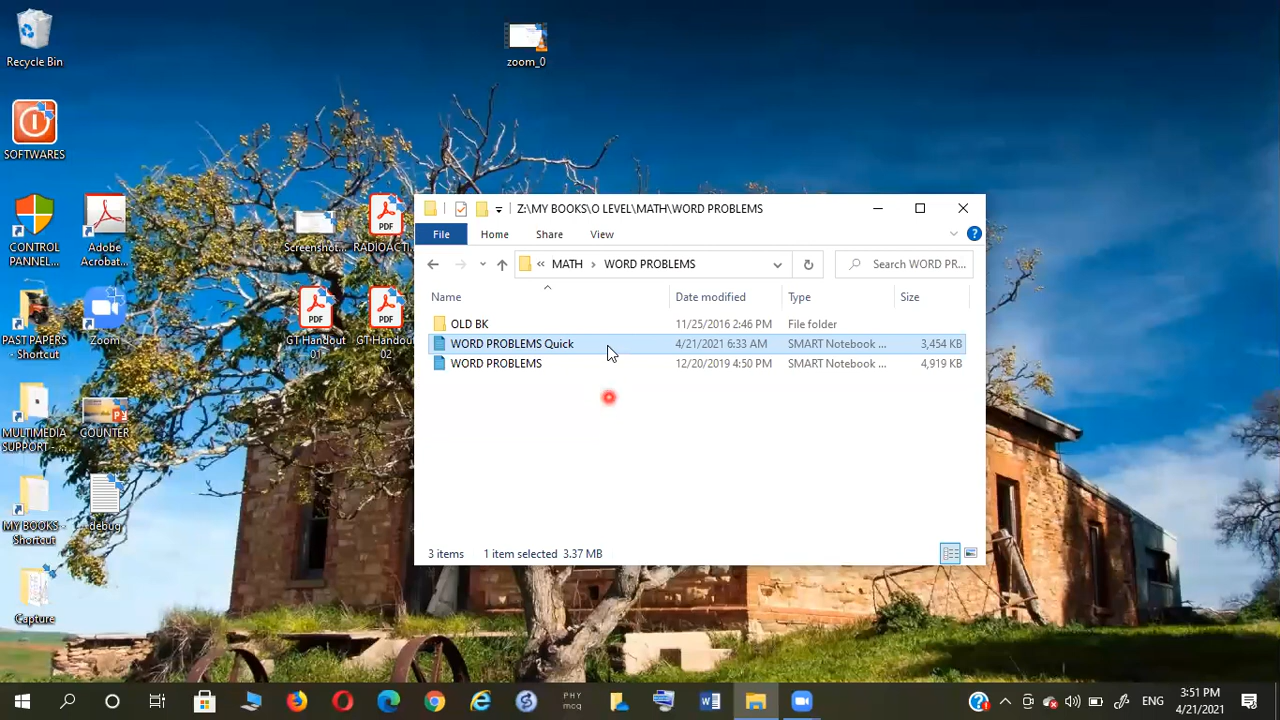 Recycle Bin
zoom_0
SOFTWARES
CONTROL
PANNEL...
Adobe
Acrobat...
Screenshot...
PDF
RADIOACTI
PAST PAPERS
- Shortcut
Zoom
PDF
GT Handout
01
PDF
GT Handout
02
MULTIMEDIA
SUPPORT - ...
COUNTER
MY BOOKS -
Shortcut
debug
Capture
Z:\MY BOOKS\O LEVEL\MATH\WORD PROBLEMS
File Home Share View
« MATH › WORD PROBLEMS
Search WORD PR...
Name Date modified Type Size
OLD BK 11/25/2016 2:46 PM File folder
WORD PROBLEMS Quick 4/21/2021 6:33 AM SMART Notebook ... 3,454 KB
WORD PROBLEMS 12/20/2019 4:50 PM SMART Notebook ... 4,919 KB
3 items 1 item selected 3.37 MB
PHY
mcq
ENG
3:51 PM
4/21/2021